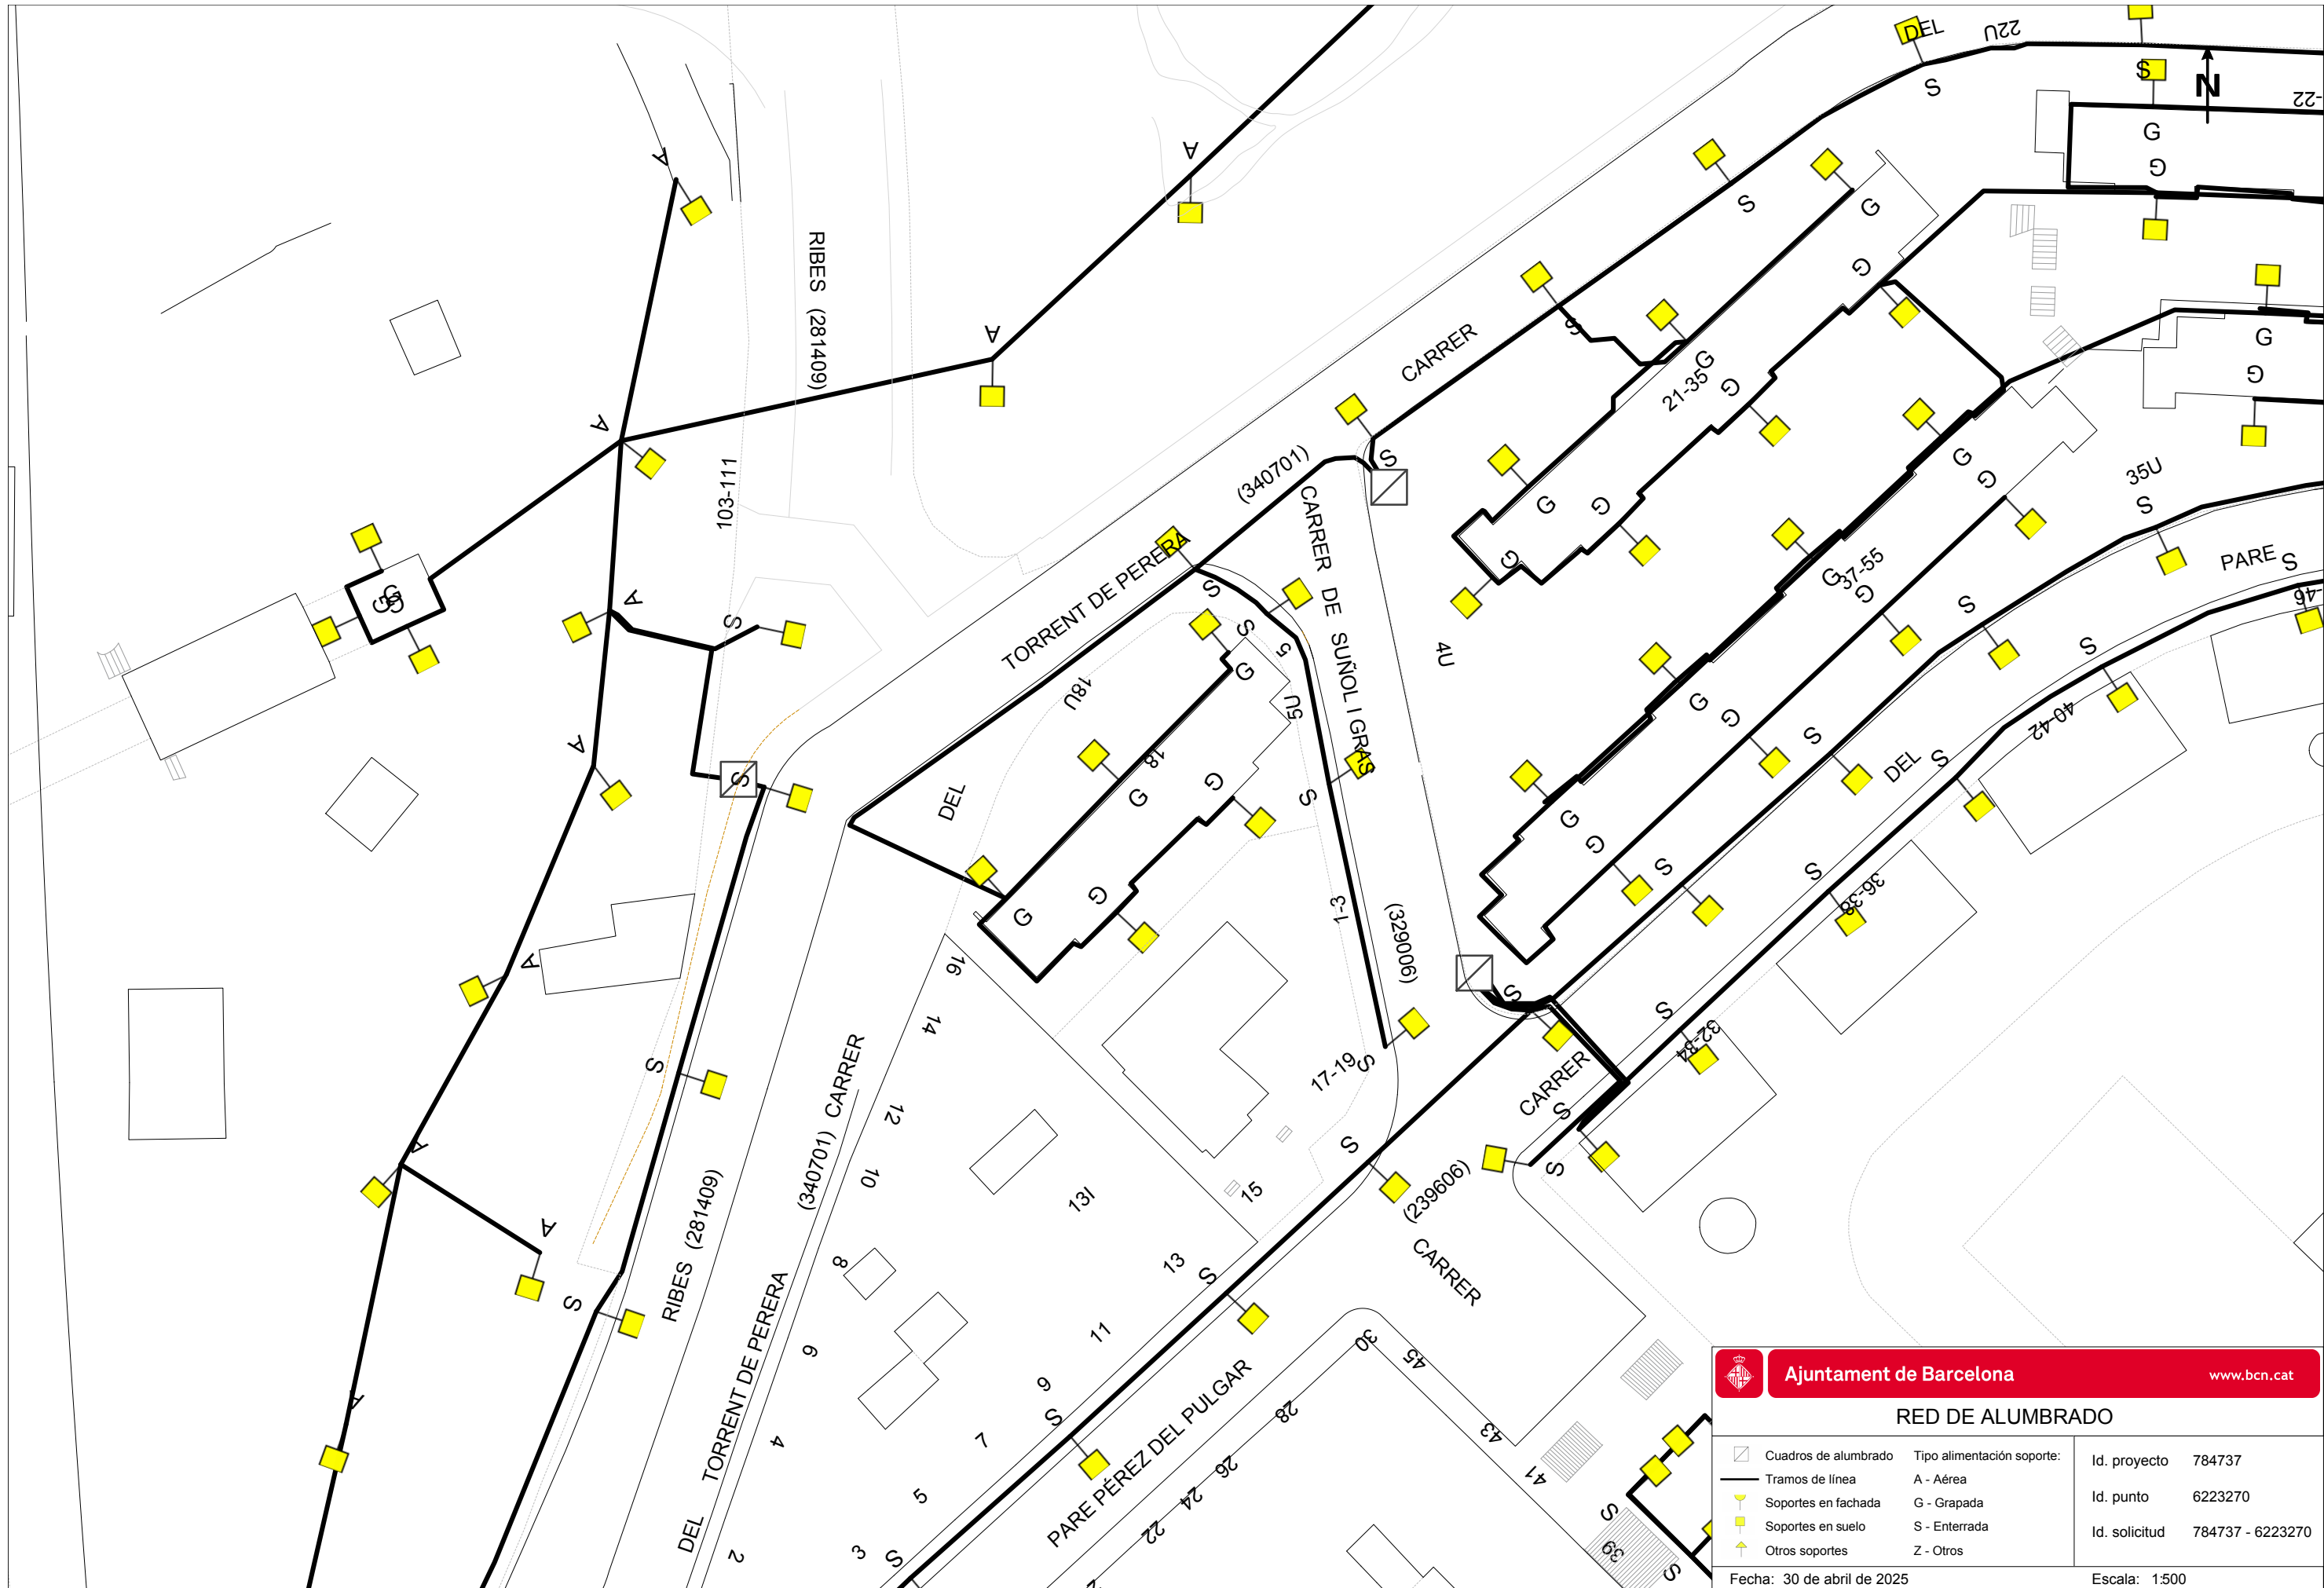 DEL
22U
S
S
N
22-
A
A
G
G
S
G
RIBES (281409)
A
CARRER
S
G
G
21-35
G
G
G
A
103-111
(340701)
S
CARRER DE SUÑOL I GRAS
G
G
G
G
G
35U
S
PARE
S
46-
TORRENT DE PERERA
S
S
5
5U
4U
G
G
37-55
G
S
S
40-42
A
S
18U
G
G
18
G
G
DEL
S
G
G
S
DEL
S
A
S
G
G
S
S
36-38
1-3
(329006)
G
G
A
16
14
S
S
32-34
S
17-19
S
CARRER
S
S
S
(239606)
CARRER
(340701) CARRER
12
10
8
6
4
2
13I
15
13
S
11
9
S
7
5
3
S
A
A
S
A
RIBES (281409)
DEL TORRENT DE PERERA
PARE PÉREZ DEL PULGAR
30
45
28
26
24
22
43
41
39
S
S
Ajuntament de Barcelona
www.bcn.cat
RED DE ALUMBRADO
Cuadros de alumbrado
Tramos de línea
Soportes en fachada
Soportes en suelo
Otros soportes
Tipo alimentación soporte:
A - Aérea
G - Grapada
S - Enterrada
Z - Otros
Id. proyecto 784737
Id. punto 6223270
Id. solicitud 784737 - 6223270
Fecha: 30 de abril de 2025
Escala: 1:500